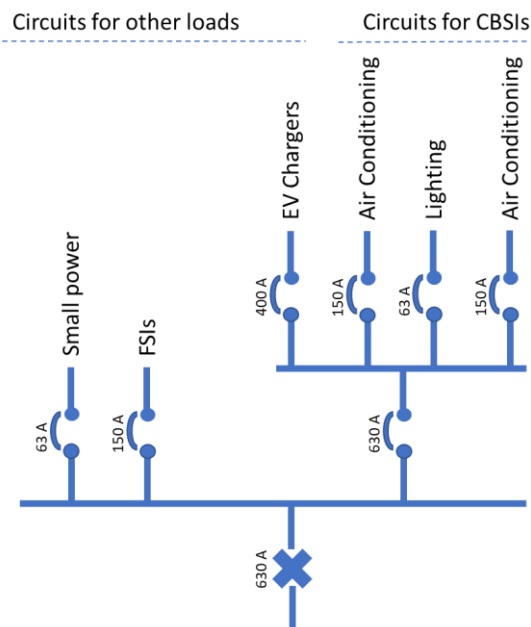 Circuits for other loads
Circuits for CBSIs
EV Chargers
Air Conditioning
Lighting
Air Conditioning
400 A
150 A
63 A
150 A
Small power
FSIs
63 A
150 A
630 A
630 A